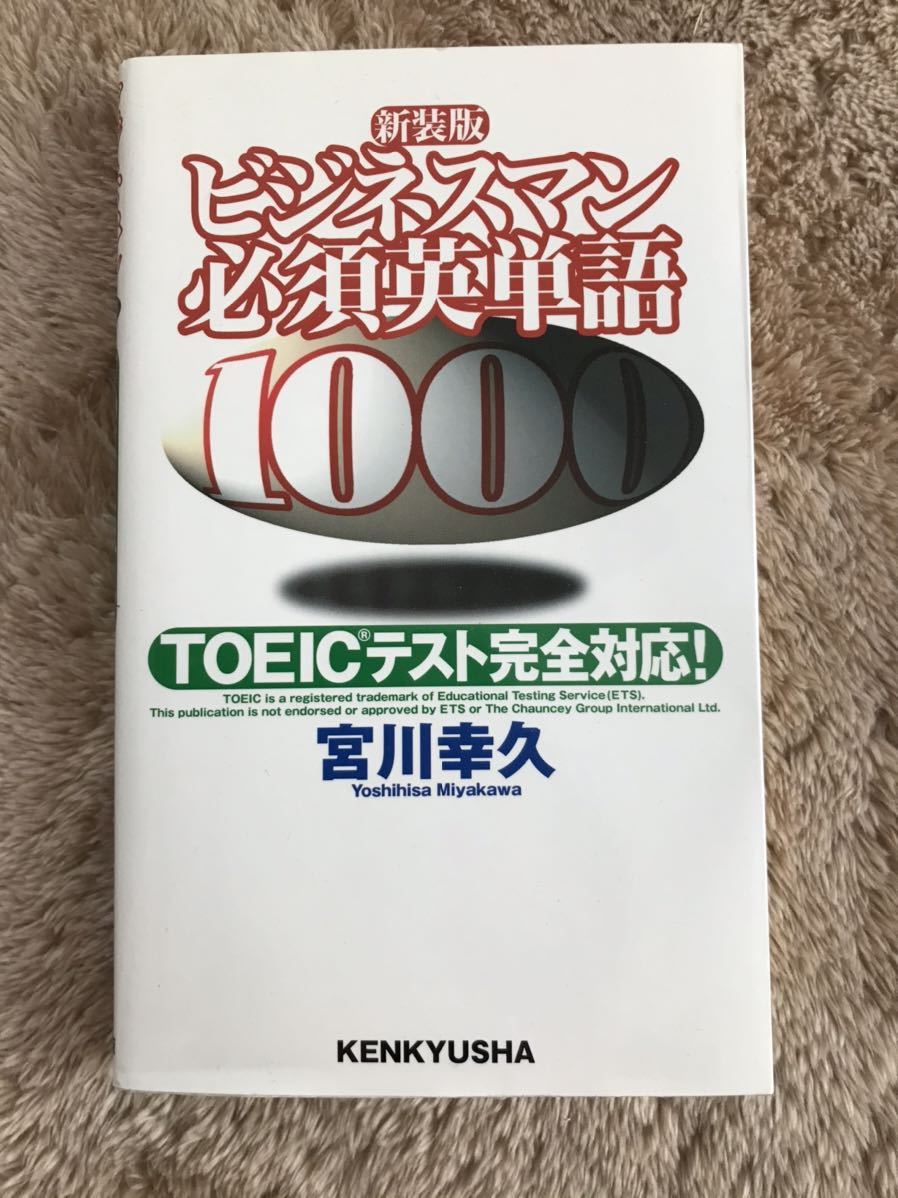 新装版
ビジネスマン
必須英単語
1000
TOEIC®テスト完全対応!
TOEIC is a registered trademark of Educational Testing Service (ETS).
This publication is not endorsed or approved by ETS or The Chauncey Group International Ltd.
宮川幸久
Yoshihisa Miyakawa
KENKYUSHA